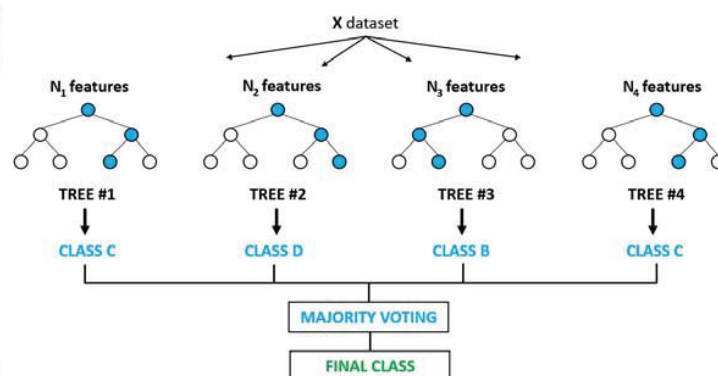 X dataset
N₁ features N₂ features N₃ features N₄ features
TREE #1 TREE #2 TREE #3 TREE #4
CLASS C CLASS D CLASS B CLASS C
MAJORITY VOTING
FINAL CLASS